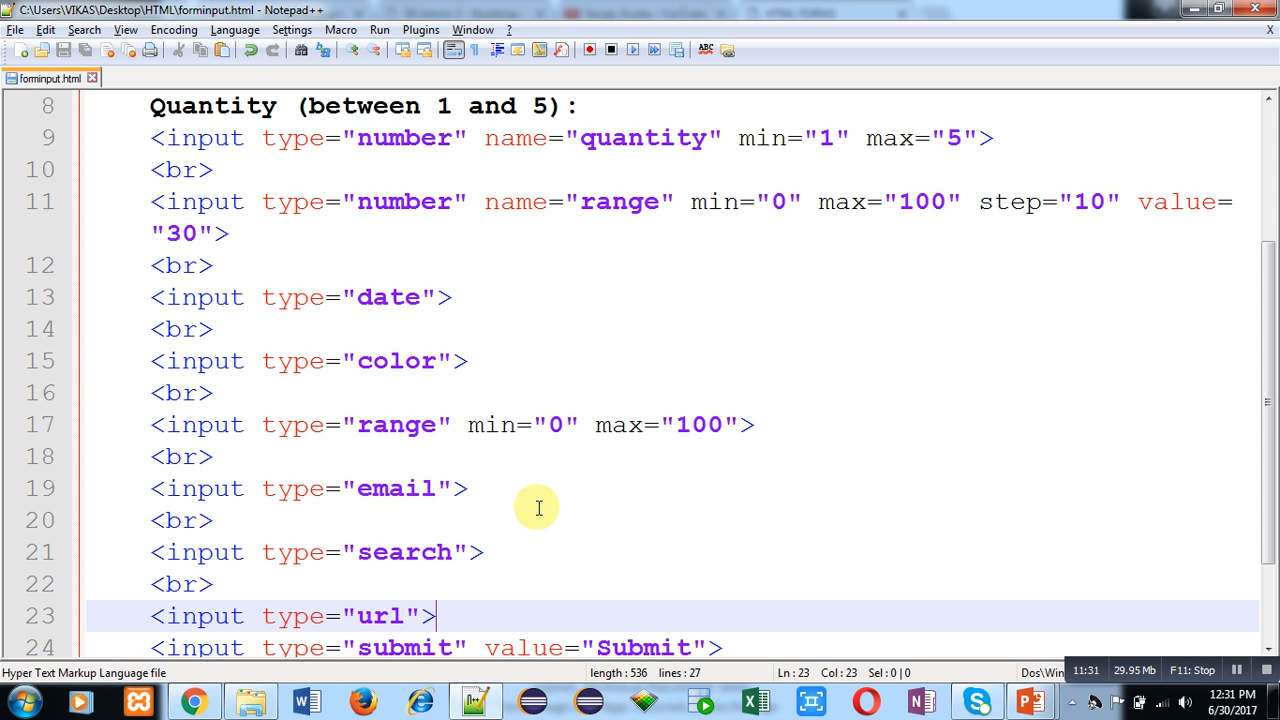 C:\Users\VIKAS\Desktop\HTML\forminput.html - Notepad++
File Edit Search View Encoding Language Settings Macro Run Plugins Window ? X
forminput.html
8 Quantity (between 1 and 5):
9 <input type="number" name="quantity" min="1" max="5">
10 <br>
11 <input type="number" name="range" min="0" max="100" step="10" value=
"30">
12 <br>
13 <input type="date">
14 <br>
15 <input type="color">
16 <br>
17 <input type="range" min="0" max="100">
18 <br>
19 <input type="email">
20 <br>
21 <input type="search">
22 <br>
23 <input type="url">
24 <input type="submit" value="Submit">
Hyper Text Markup Language file length : 536 lines : 27 Ln : 23 Col : 23 Sel : 0 | 0 Dos\Win
11:31 29.95 Mb F11: Stop
12:31 PM
6/30/2017